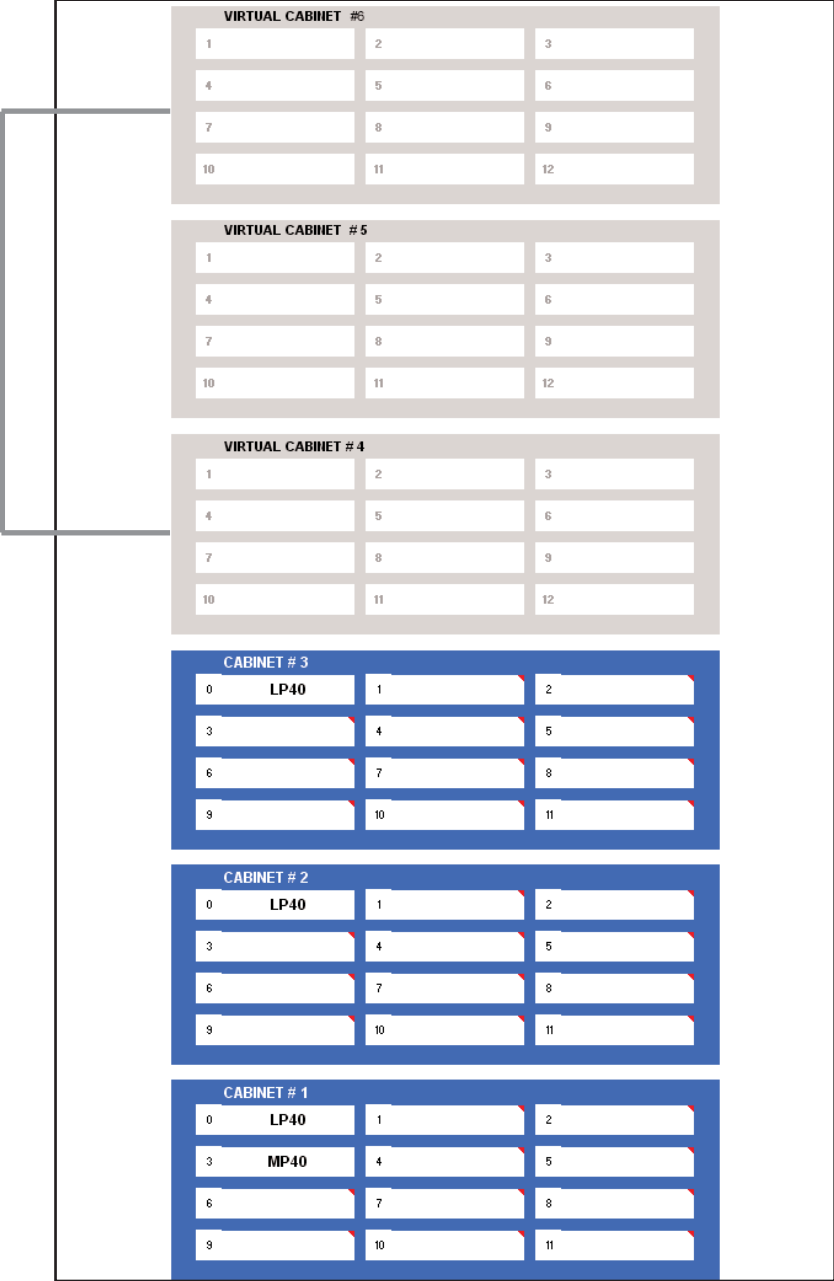 VIRTUAL CABINET #6
1 2 3
4 5 6
7 8 9
10 11 12
VIRTUAL CABINET # 5
1 2 3
4 5 6
7 8 9
10 11 12
VIRTUAL CABINET # 4
1 2 3
4 5 6
7 8 9
10 11 12
CABINET # 3
0 LP40 1 2
3 4 5
6 7 8
9 10 11
CABINET # 2
0 LP40 1 2
3 4 5
6 7 8
9 10 11
CABINET # 1
0 LP40 1 2
3 MP40 4 5
6 7 8
9 10 11